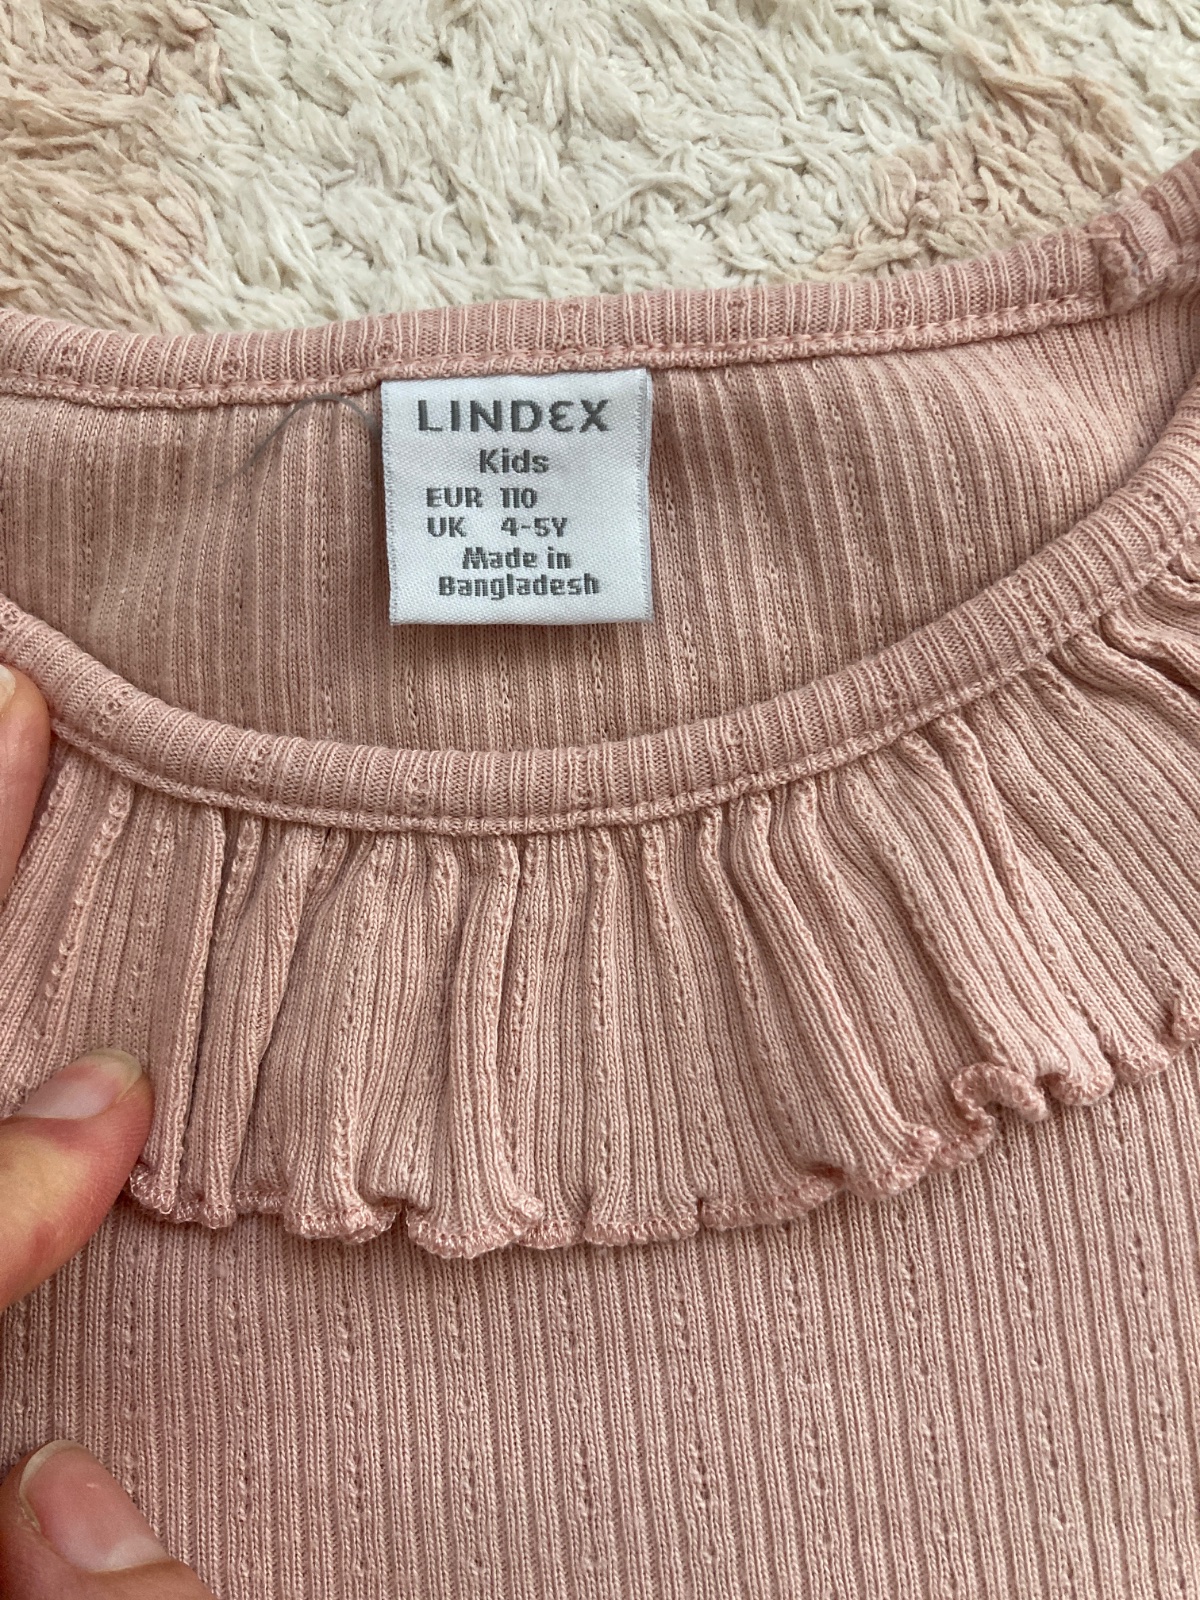 LINDEX
Kids
EUR 110
UK 4-5Y
Made in
Bangladesh